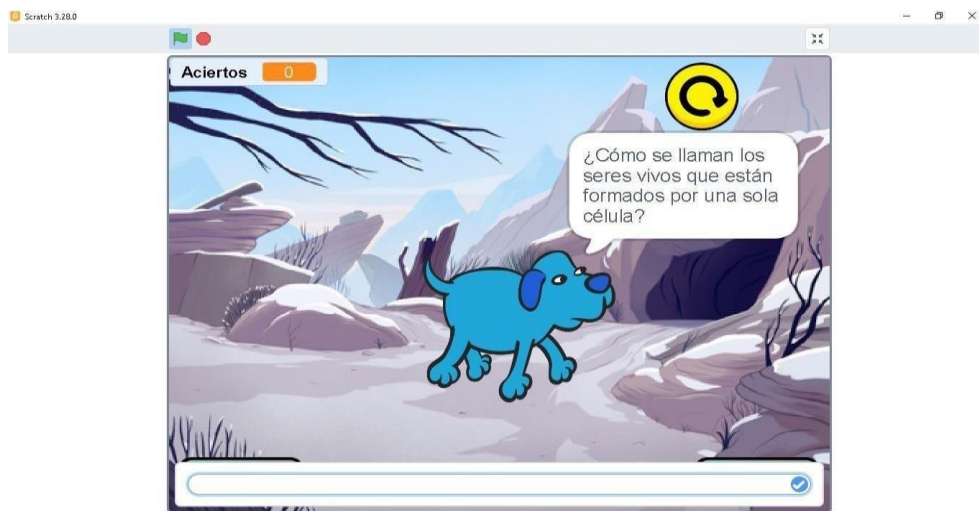 Scratch 3.28.0
Aciertos 0
¿Cómo se llaman los
seres vivos que están
formados por una sola
célula?